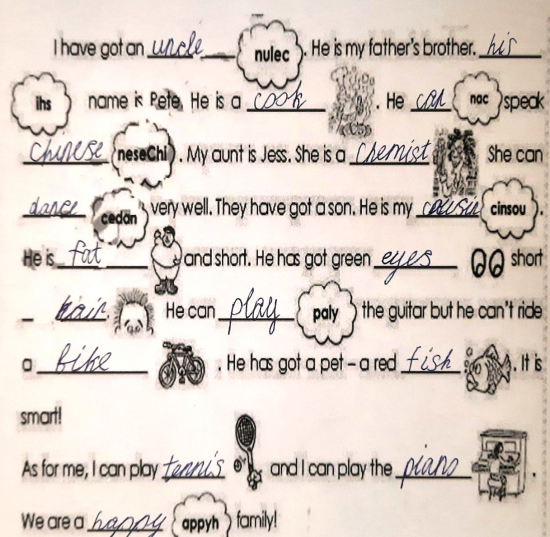 I have got an uncle nulec. He is my father's brother. his
ihs name is Pete. He is a cook. He can nac speak
chinese neseChi. My aunt is Jess. She is a chemist She can
dance cedan very well. They have got a son. He is my cousin cinsou.
He is fat and short. He has got green eyes short
hair. He can play paly the guitar but he can't ride
a bike. He has got a pet – a red fish. It is
smart!
As for me, I can play tennis and I can play the piano.
We are a happy appyh family!